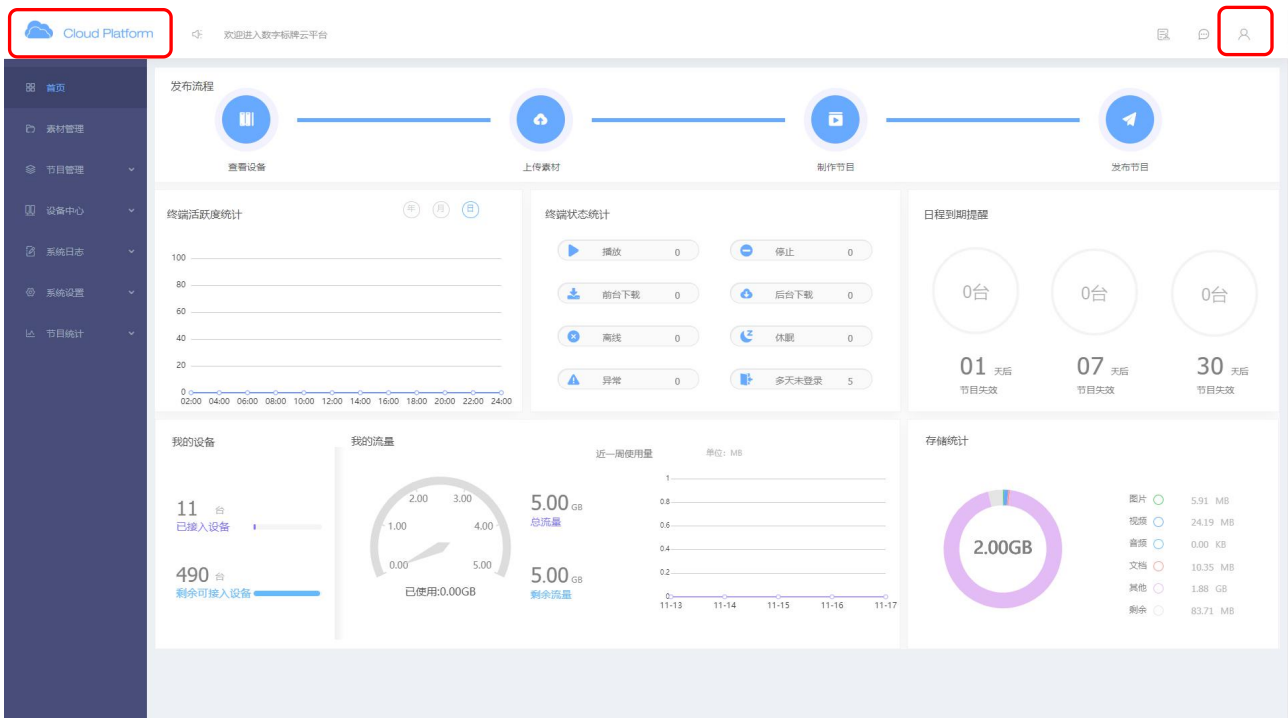 Cloud Platform
欢迎进入数字标牌云平台
首页
素材管理
节目管理
设备中心
系统日志
系统设置
节目统计
发布流程
查看设备
上传素材
制作节目
发布节目
终端活跃度统计
年 月 日
100
80
60
40
20
0
02:00 04:00 06:00 08:00 10:00 12:00 14:00 16:00 18:00 20:00 22:00 24:00
终端状态统计
播放 0
停止 0
前台下载 0
后台下载 0
离线 0
休眠 0
异常 0
多天未登录 5
日程到期提醒
0台 0台 0台
01 天后 07 天后 30 天后
节目失效 节目失效 节目失效
我的设备
11 台
已接入设备
490 台
剩余可接入设备
我的流量
2.00 3.00
1.00 4.00
0.00 5.00
已使用:0.00GB
5.00 GB
总流量
5.00 GB
剩余流量
近一周使用量 单位: MB
1
0.8
0.6
0.4
0.2
0
11-13 11-14 11-15 11-16 11-17
存储统计
2.00GB
图片 5.91 MB
视频 24.19 MB
音频 0.00 KB
文档 10.35 MB
其他 1.88 GB
剩余 83.71 MB